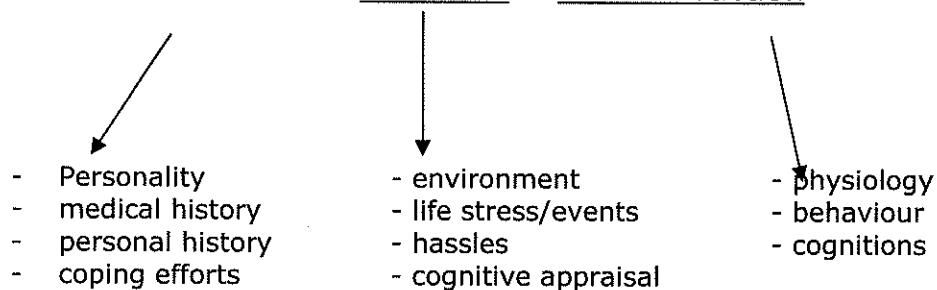 - Personality
- medical history
- personal history
- coping efforts
- environment
- life stress/events
- hassles
- cognitive appraisal
- physiology
- behaviour
- cognitions